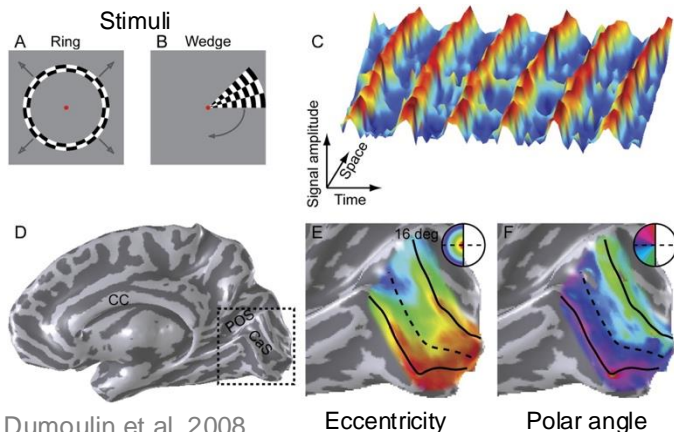 Stimuli
A Ring
B Wedge
C
Signal amplitude
Space
Time
D
CC
POS
CaS
E
16 deg
F
Dumoulin et al. 2008
Eccentricity
Polar angle